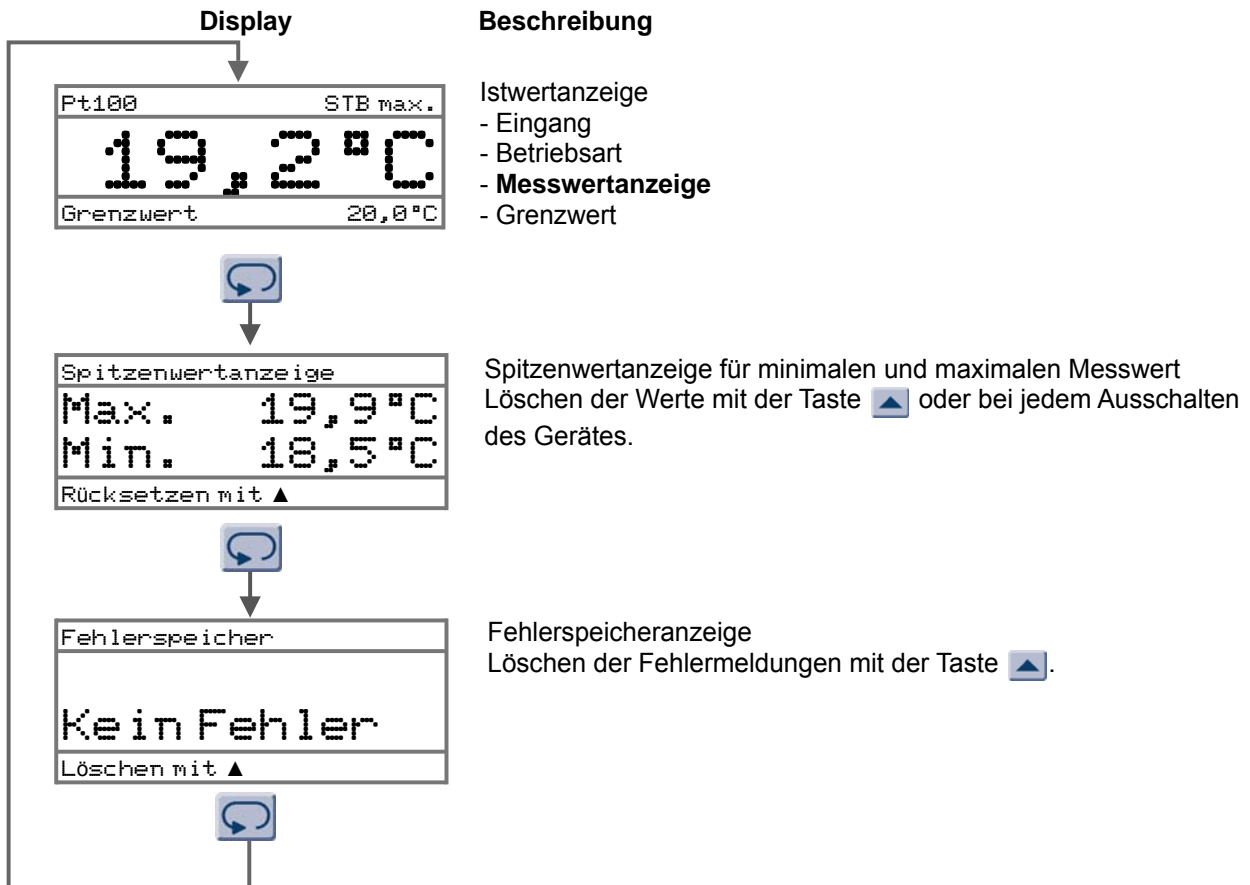 Display Beschreibung
Pt100 STB max.
19,2°C
Grenzwert 20,0°C
Istwertanzeige
- Eingang
- Betriebsart
- Messwertanzeige
- Grenzwert
Spitzenwertanzeige
Max. 19,9°C
Min. 18,5°C
Rücksetzen mit ▲
Spitzenwertanzeige für minimalen und maximalen Messwert
Löschen der Werte mit der Taste ▲ oder bei jedem Ausschalten
des Gerätes.
Fehlerspeicher
Kein Fehler
Löschen mit ▲
Fehlerspeicheranzeige
Löschen der Fehlermeldungen mit der Taste ▲.